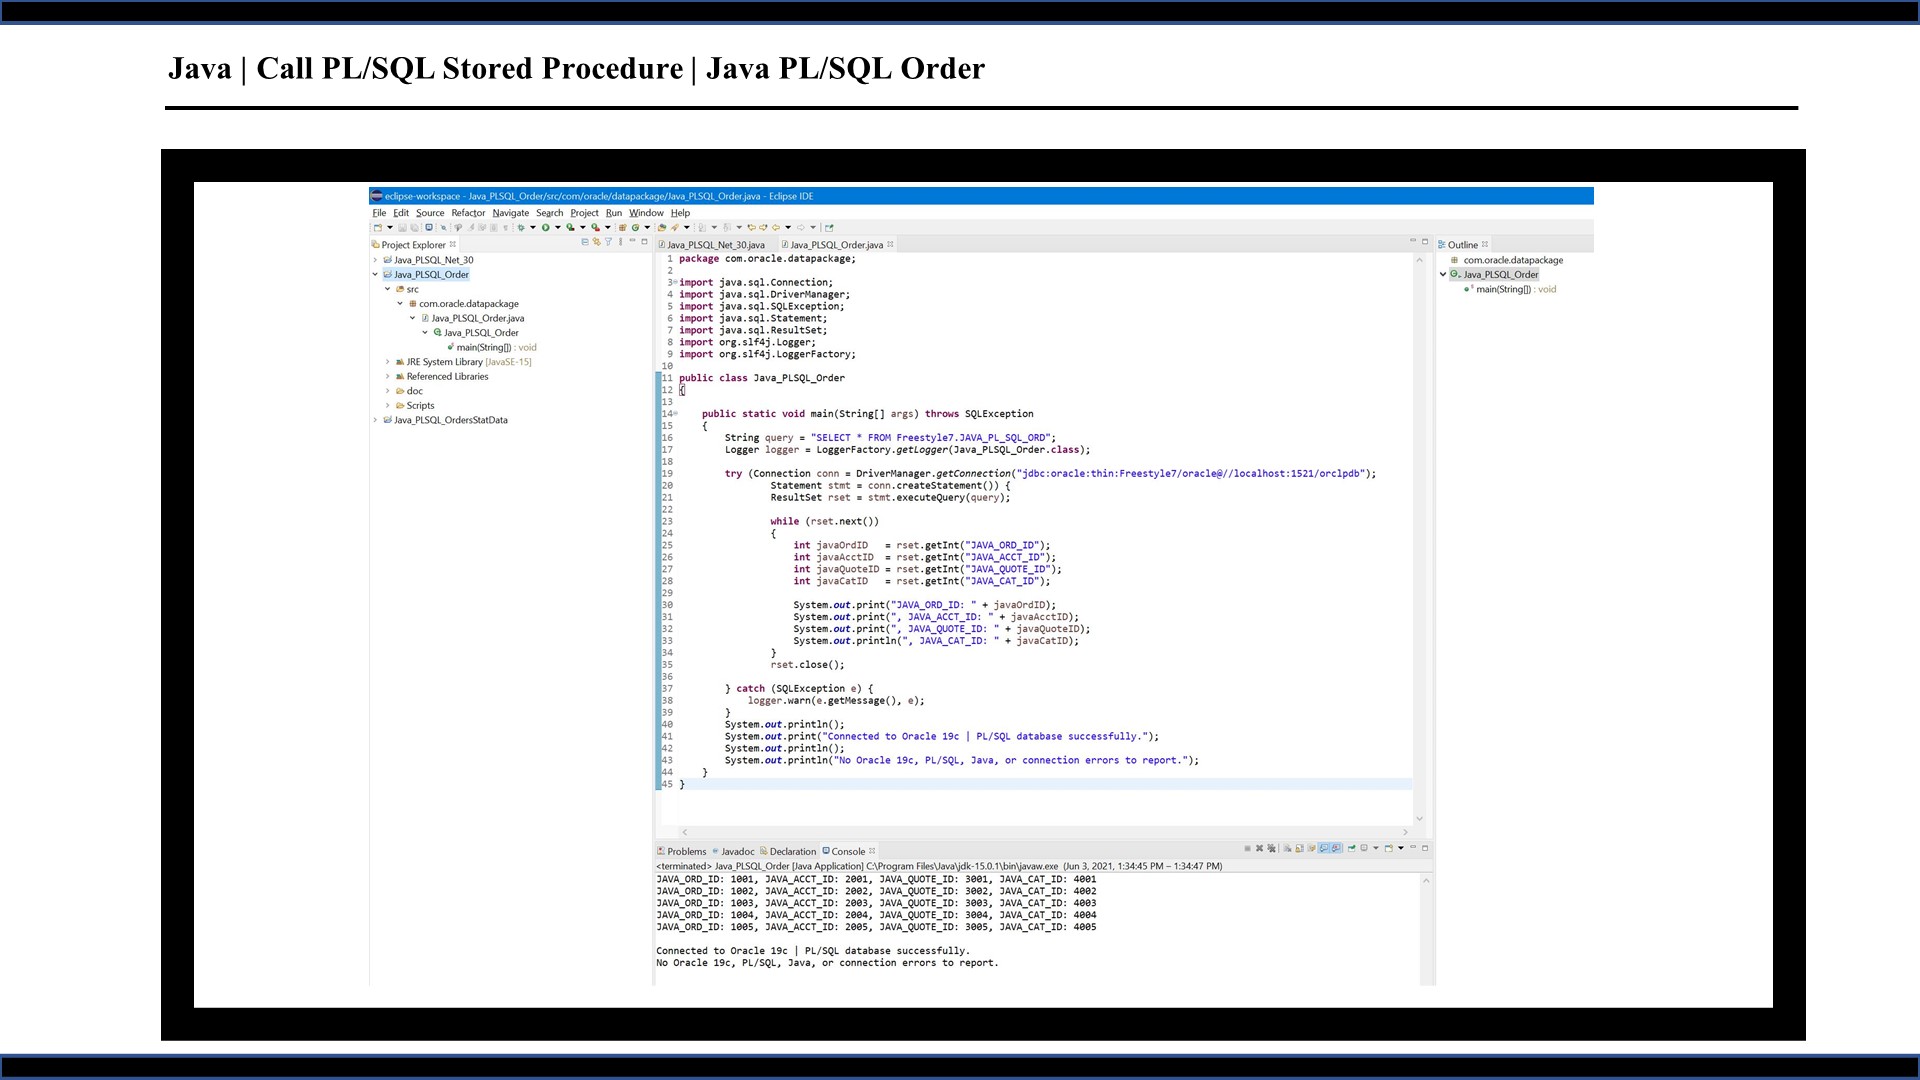 Java | Call PL/SQL Stored Procedure | Java PL/SQL Order
eclipse-workspace - Java_PLSQL_Order/src/com/oracle/datapackage/Java_PLSQL_Order.java - Eclipse IDE
File Edit Source Refactor Navigate Search Project Run Window Help
Project Explorer
Java_PLSQL_Net_30
Java_PLSQL_Order
src
com.oracle.datapackage
Java_PLSQL_Order.java
Java_PLSQL_Order
main(String[]) : void
JRE System Library [JavaSE-15]
Referenced Libraries
doc
Scripts
Java_PLSQL_OrdersStatData
Java_PLSQL_Net_30.java Java_PLSQL_Order.java
1 package com.oracle.datapackage;
2
3 import java.sql.Connection;
4 import java.sql.DriverManager;
5 import java.sql.SQLException;
6 import java.sql.Statement;
7 import java.sql.ResultSet;
8 import org.slf4j.Logger;
9 import org.slf4j.LoggerFactory;
10
11 public class Java_PLSQL_Order
12 {
13
14 public static void main(String[] args) throws SQLException
15 {
16 String query = "SELECT * FROM Freestyle7.JAVA_PL_SQL_ORD";
17 Logger logger = LoggerFactory.getLogger(Java_PLSQL_Order.class);
18
19 try (Connection conn = DriverManager.getConnection("jdbc:oracle:thin:Freestyle7/oracle@//localhost:1521/orclpdb");
20 Statement stmt = conn.createStatement()) {
21 ResultSet rset = stmt.executeQuery(query);
22
23 while (rset.next())
24 {
25 int javaOrdID = rset.getInt("JAVA_ORD_ID");
26 int javaAcctID = rset.getInt("JAVA_ACCT_ID");
27 int javaQuoteID = rset.getInt("JAVA_QUOTE_ID");
28 int javaCatID = rset.getInt("JAVA_CAT_ID");
29
30 System.out.print("JAVA_ORD_ID: " + javaOrdID);
31 System.out.print(", JAVA_ACCT_ID: " + javaAcctID);
32 System.out.print(", JAVA_QUOTE_ID: " + javaQuoteID);
33 System.out.println(", JAVA_CAT_ID: " + javaCatID);
34 }
35 rset.close();
36
37 } catch (SQLException e) {
38 logger.warn(e.getMessage(), e);
39 }
40 System.out.println();
41 System.out.print("Connected to Oracle 19c | PL/SQL database successfully.");
42 System.out.println();
43 System.out.println("No Oracle 19c, PL/SQL, Java, or connection errors to report.");
44 }
45 }
Outline
com.oracle.datapackage
Java_PLSQL_Order
main(String[]) : void
Problems Javadoc Declaration Console
<terminated> Java_PLSQL_Order [Java Application] C:\Program Files\Java\jdk-15.0.1\bin\javaw.exe (Jun 3, 2021, 1:34:45 PM – 1:34:47 PM)
JAVA_ORD_ID: 1001, JAVA_ACCT_ID: 2001, JAVA_QUOTE_ID: 3001, JAVA_CAT_ID: 4001
JAVA_ORD_ID: 1002, JAVA_ACCT_ID: 2002, JAVA_QUOTE_ID: 3002, JAVA_CAT_ID: 4002
JAVA_ORD_ID: 1003, JAVA_ACCT_ID: 2003, JAVA_QUOTE_ID: 3003, JAVA_CAT_ID: 4003
JAVA_ORD_ID: 1004, JAVA_ACCT_ID: 2004, JAVA_QUOTE_ID: 3004, JAVA_CAT_ID: 4004
JAVA_ORD_ID: 1005, JAVA_ACCT_ID: 2005, JAVA_QUOTE_ID: 3005, JAVA_CAT_ID: 4005
Connected to Oracle 19c | PL/SQL database successfully.
No Oracle 19c, PL/SQL, Java, or connection errors to report.